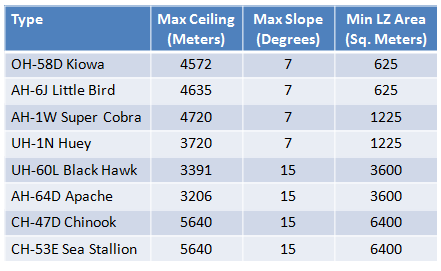 Type Max Ceiling (Meters) Max Slope (Degrees) Min LZ Area (Sq. Meters)
OH-58D Kiowa 4572 7 625
AH-6J Little Bird 4635 7 625
AH-1W Super Cobra 4720 7 1225
UH-1N Huey 3720 7 1225
UH-60L Black Hawk 3391 15 3600
AH-64D Apache 3206 15 3600
CH-47D Chinook 5640 15 6400
CH-53E Sea Stallion 5640 15 6400